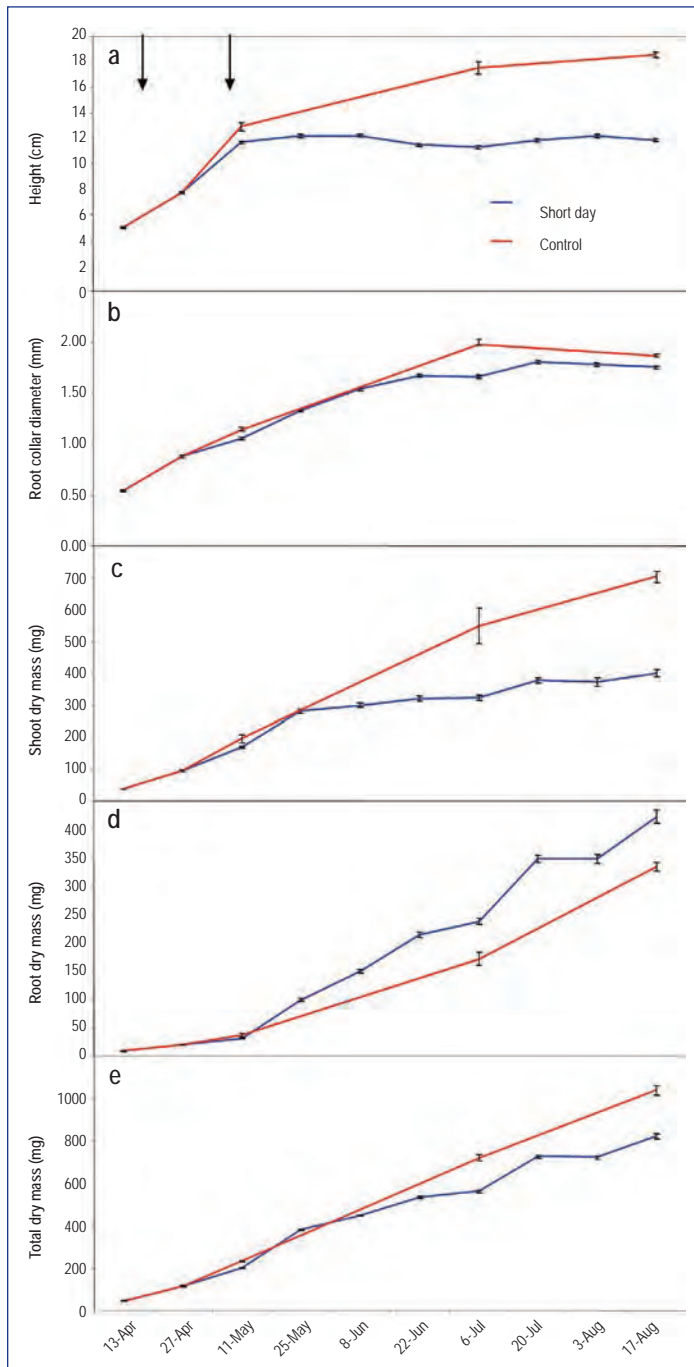 a
20
18
16
14
12
10
8
6
4
2
0
Height (cm)
Short day
Control
b
2.00
1.50
1.00
0.50
0.00
Root collar diameter (mm)
c
700
600
500
400
300
200
100
0
Shoot dry mass (mg)
d
400
350
300
250
200
150
100
50
0
Root dry mass (mg)
e
1000
800
600
400
200
0
Total dry mass (mg)
13-Apr
27-Apr
11-May
25-May
8-Jun
22-Jun
6-Jul
20-Jul
3-Aug
17-Aug